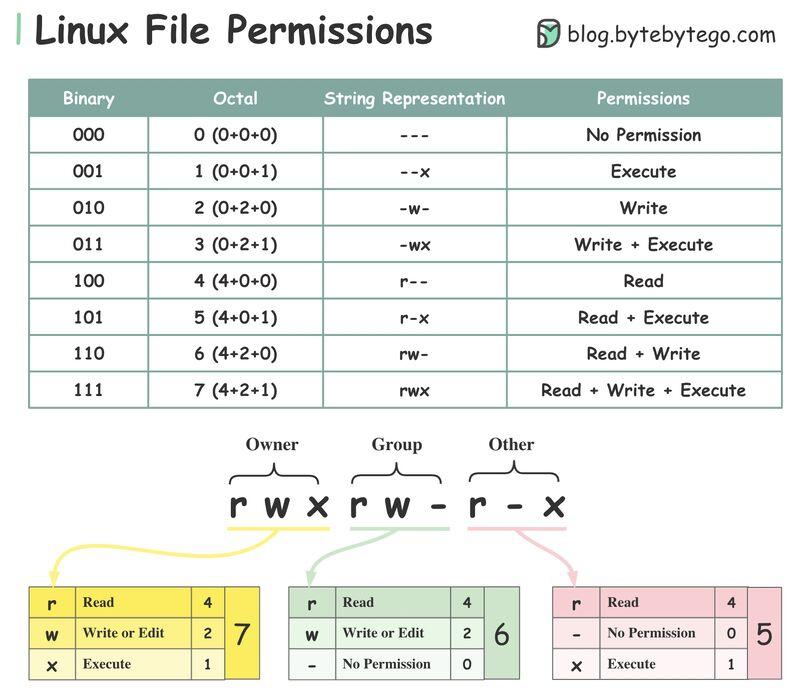 Linux File Permissions
blog.bytebytego.com
Binary Octal String Representation Permissions
000 0 (0+0+0) --- No Permission
001 1 (0+0+1) --x Execute
010 2 (0+2+0) -w- Write
011 3 (0+2+1) -wx Write + Execute
100 4 (4+0+0) r-- Read
101 5 (4+0+1) r-x Read + Execute
110 6 (4+2+0) rw- Read + Write
111 7 (4+2+1) rwx Read + Write + Execute
Owner Group Other
r w x r w - r - x
r Read 4
w Write or Edit 2 7
x Execute 1
r Read 4
w Write or Edit 2 6
- No Permission 0
r Read 4
- No Permission 0 5
x Execute 1